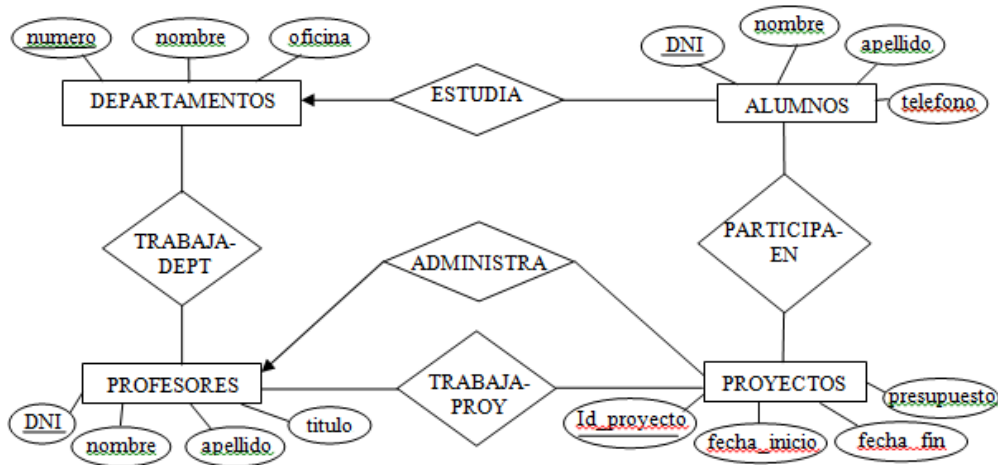 numero
nombre
oficina
DNI
nombre
apellido
DEPARTAMENTOS
ESTUDIA
ALUMNOS
telefono
TRABAJA-
DEPT
ADMINISTRA
PARTICIPA-
EN
PROFESORES
TRABAJA-
PROY
PROYECTOS
DNI
nombre
apellido
titulo
Id_proyecto
fecha_inicio
fecha_fin
presupuesto